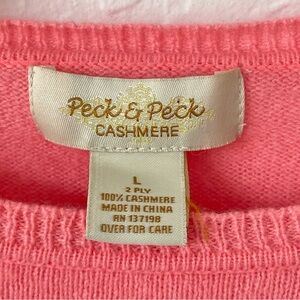 Peck & Peck
CASHMERE
L
2 PLY
100% CASHMERE
MADE IN CHINA
RN 137198
OVER FOR CARE